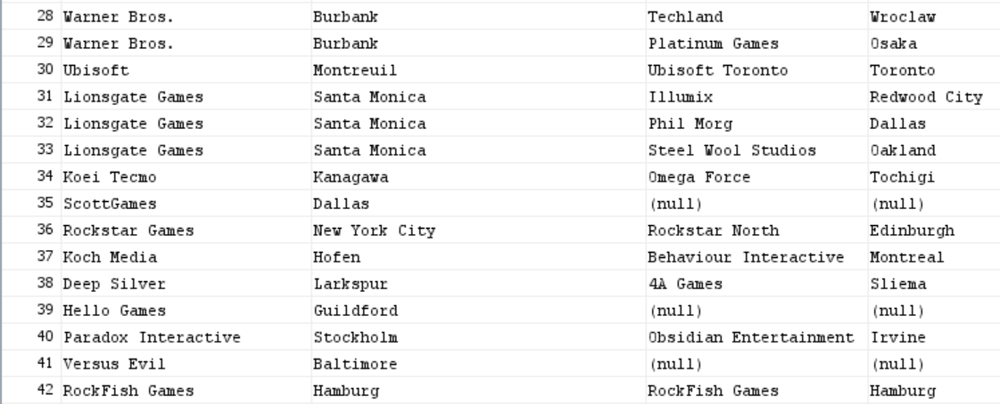 28 Warner Bros. Burbank Techland Wroclaw
29 Warner Bros. Burbank Platinum Games Osaka
30 Ubisoft Montreuil Ubisoft Toronto Toronto
31 Lionsgate Games Santa Monica Illumix Redwood City
32 Lionsgate Games Santa Monica Phil Morg Dallas
33 Lionsgate Games Santa Monica Steel Wool Studios Oakland
34 Koei Tecmo Kanagawa Omega Force Tochigi
35 ScottGames Dallas (null) (null)
36 Rockstar Games New York City Rockstar North Edinburgh
37 Koch Media Hofen Behaviour Interactive Montreal
38 Deep Silver Larkspur 4A Games Sliema
39 Hello Games Guildford (null) (null)
40 Paradox Interactive Stockholm Obsidian Entertainment Irvine
41 Versus Evil Baltimore (null) (null)
42 RockFish Games Hamburg RockFish Games Hamburg